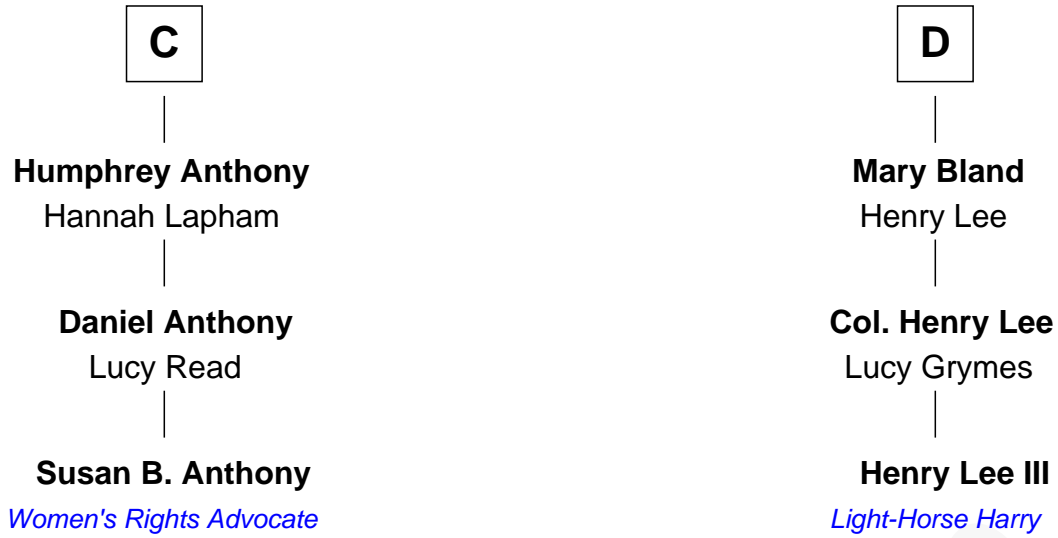 C
Humphrey Anthony
Hannah Lapham
Daniel Anthony
Lucy Read
Susan B. Anthony
Women's Rights Advocate
D
Mary Bland
Henry Lee
Col. Henry Lee
Lucy Grymes
Henry Lee III
Light-Horse Harry